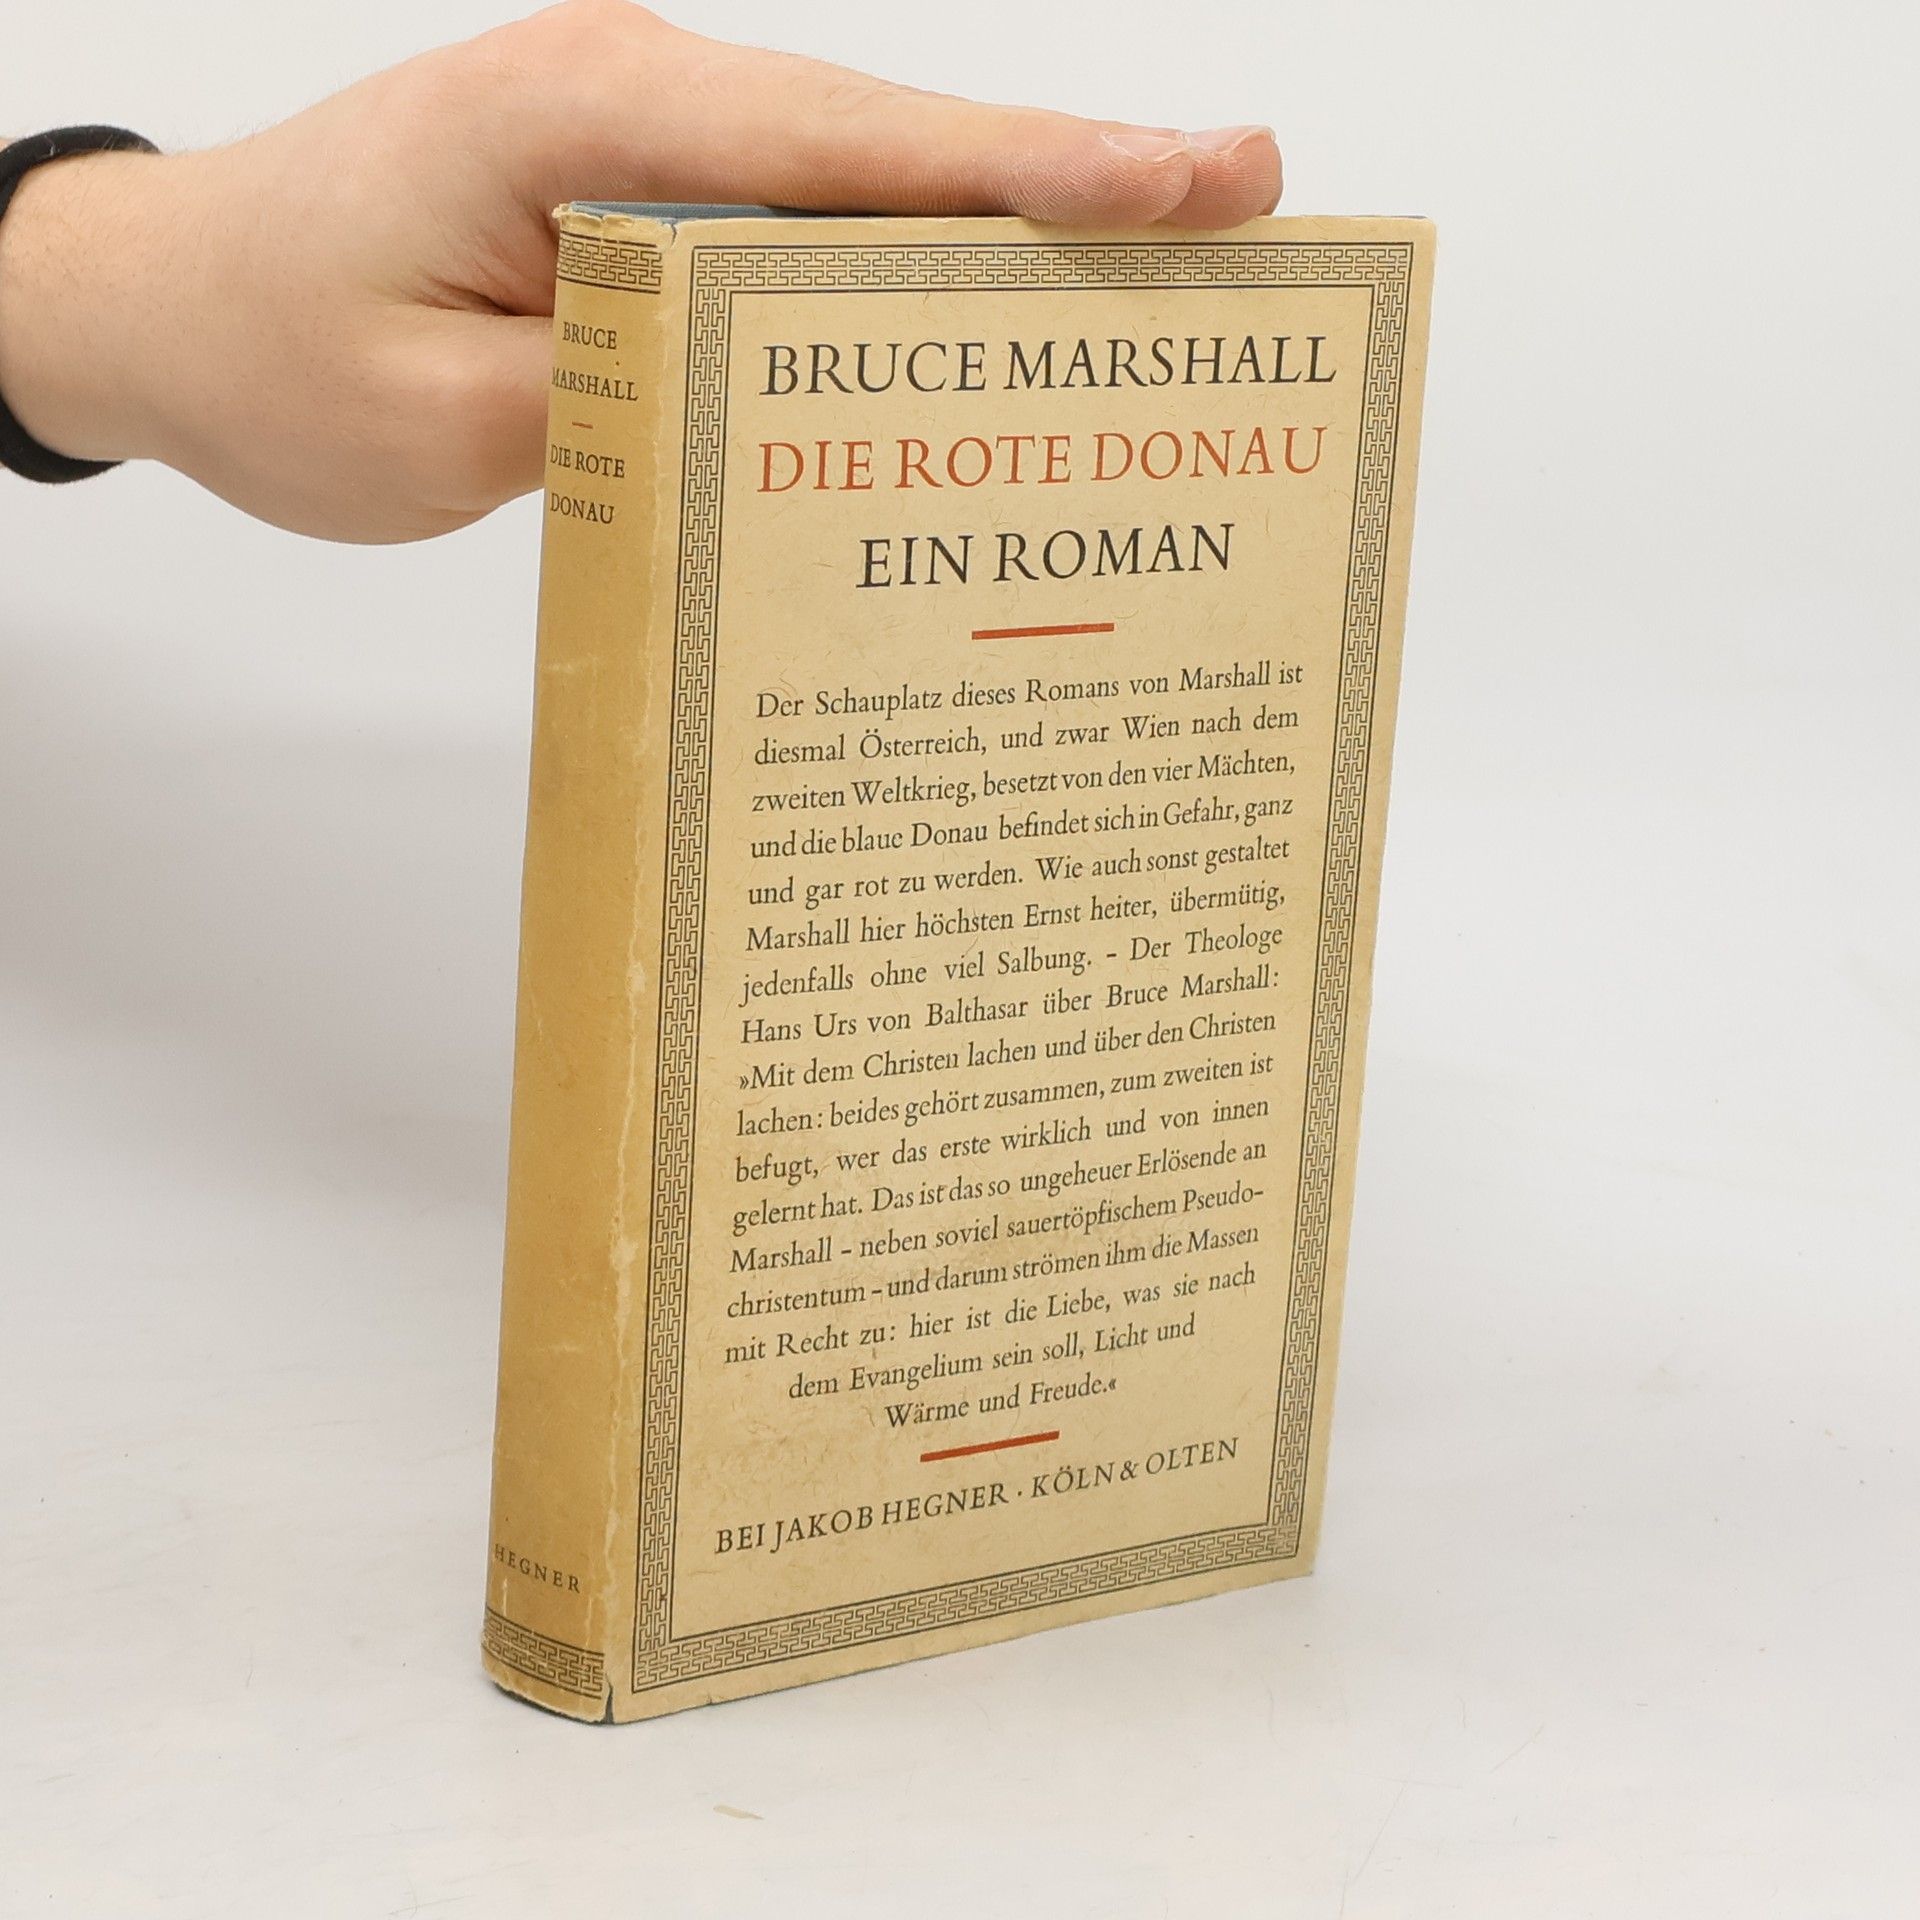 BRUCE
MARSHALL
DIE ROTE
DONAU
HEGNER
BRUCE MARSHALL
DIE ROTE DONAU
EIN ROMAN
Der Schauplatz dieses Romans von Marshall ist
diesmal Österreich, und zwar Wien nach dem
zweiten Weltkrieg, besetzt von den vier Mächten,
und die blaue Donau befindet sich in Gefahr, ganz
und gar rot zu werden. Wie auch sonst gestaltet
Marshall hier höchsten Ernst heiter, übermütig,
jedenfalls ohne viel Salbung. – Der Theologe
Hans Urs von Balthasar über Bruce Marshall:
»Mit dem Christen lachen und über den Christen
lachen: beides gehört zusammen, zum zweiten ist
befugt, wer das erste wirklich und von innen
gelernt hat. Das ist das so ungeheuer Erlösende an
Marshall – neben soviel sauertöpfischem Pseudo-
christentum – und darum strömen ihm die Massen
mit Recht zu: hier ist die Liebe, was sie nach
dem Evangelium sein soll, Licht und
Wärme und Freude.«
BEI JAKOB HEGNER · KÖLN & OLTEN